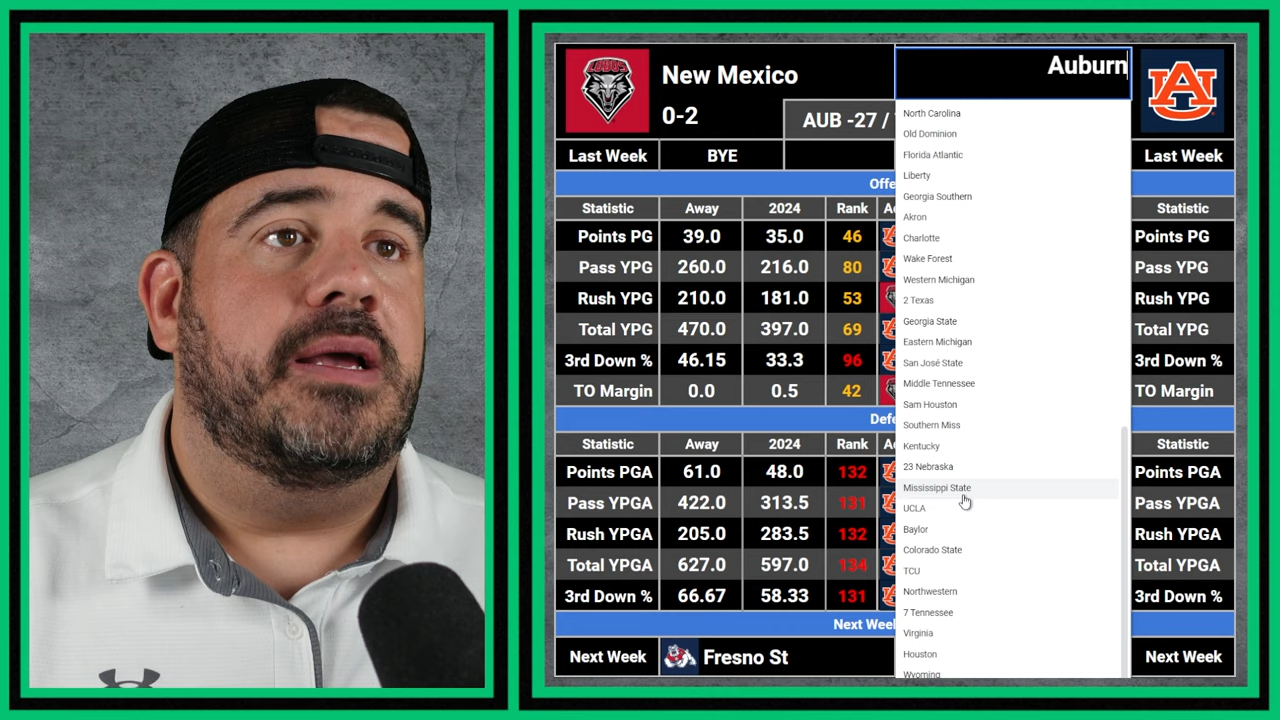 LOBOS
New Mexico
0-2
AUB -27 /
Auburn
Last Week
BYE
Last Week
Offe
Statistic Away 2024 Rank A
Statistic
Points PG 39.0 35.0 46
Points PG
Pass YPG 260.0 216.0 80
Pass YPG
Rush YPG 210.0 181.0 53
Rush YPG
Total YPG 470.0 397.0 69
Total YPG
3rd Down % 46.15 33.3 96
3rd Down %
TO Margin 0.0 0.5 42
TO Margin
Defe
Statistic Away 2024 Rank A
Statistic
Points PGA 61.0 48.0 132
Points PGA
Pass YPGA 422.0 313.5 131
Pass YPGA
Rush YPGA 205.0 283.5 132
Rush YPGA
Total YPGA 627.0 597.0 134
Total YPGA
3rd Down % 66.67 58.33 131
3rd Down %
Next Wee
Next Week
Fresno St
Next Week
North Carolina
Old Dominion
Florida Atlantic
Liberty
Georgia Southern
Akron
Charlotte
Wake Forest
Western Michigan
2 Texas
Georgia State
Eastern Michigan
San José State
Middle Tennessee
Sam Houston
Southern Miss
Kentucky
23 Nebraska
Mississippi State
UCLA
Baylor
Colorado State
TCU
Northwestern
7 Tennessee
Virginia
Houston
Wyoming